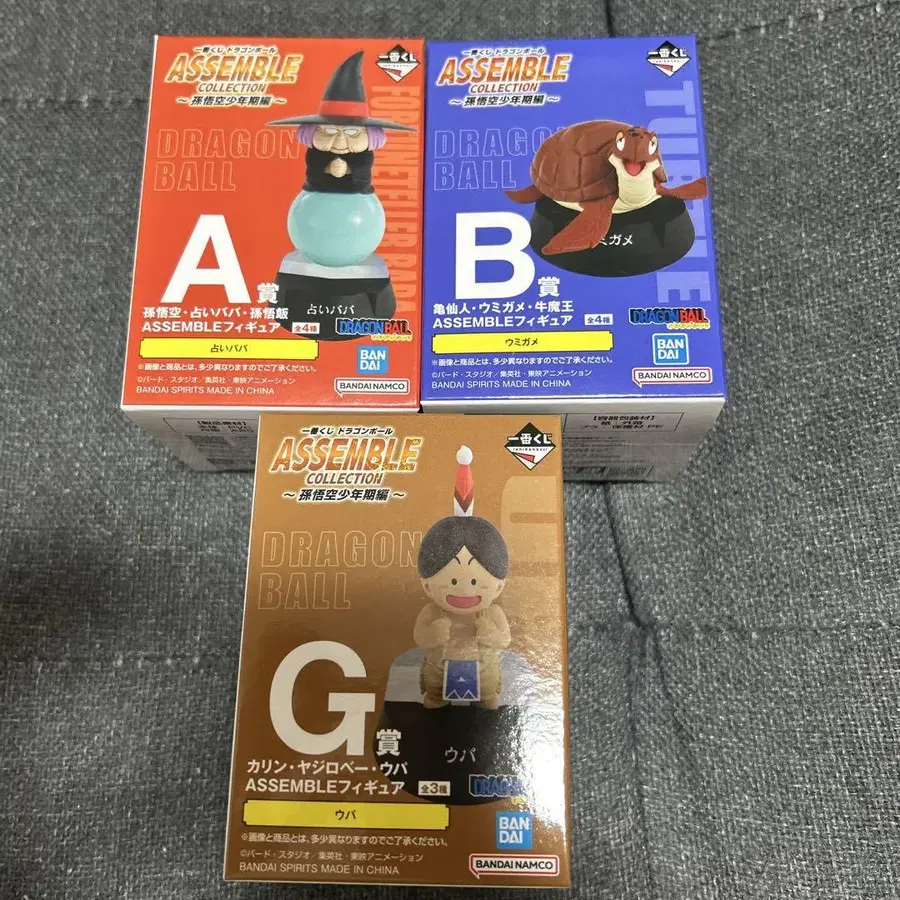 一番くじ ドラゴンボール
ASSEMBLE
COLLECTION
～孫悟空少年期編～
一番くじ
DRAGON
BALL
FORTUNETELLER BABA
A賞
占いババ
孫悟空・占いババ・孫悟飯
ASSEMBLEフィギュア 全4種
DRAGONBALL
占いババ
BAN
DAI
※画像と商品とは、多少異なりますのでご了承ください。
©バード・スタジオ／集英社・東映アニメーション
BANDAI SPIRITS MADE IN CHINA
BANDAI NAMCO
一番くじ ドラゴンボール
ASSEMBLE
COLLECTION
～孫悟空少年期編～
一番くじ
DRAGON
BALL
TURTLE
B賞
ウミガメ
亀仙人・ウミガメ・牛魔王
ASSEMBLEフィギュア 全4種
DRAGONBALL
ウミガメ
BAN
DAI
※画像と商品とは、多少異なりますのでご了承ください。
©バード・スタジオ／集英社・東映アニメーション
BANDAI SPIRITS MADE IN CHINA
BANDAI NAMCO
一番くじ ドラゴンボール
ASSEMBLE
COLLECTION
～孫悟空少年期編～
一番くじ
DRAGON
BALL
G賞
ウパ
カリン・ヤジロベー・ウパ
ASSEMBLEフィギュア 全3種
DRAGON
ウパ
BAN
DAI
※画像と商品とは、多少異なりますのでご了承ください。
©バード・スタジオ／集英社・東映アニメーション
BANDAI SPIRITS MADE IN CHINA
BANDAI NAMCO